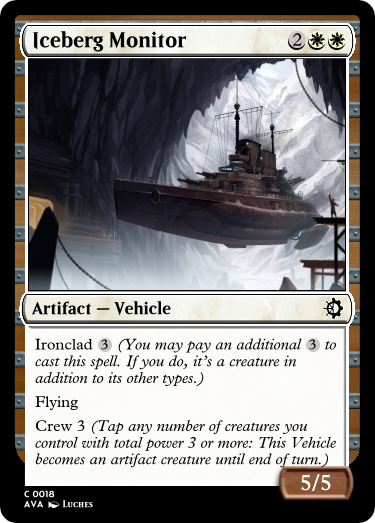 Iceberg Monitor 2
Artifact — Vehicle
Ironclad 3 (You may pay an additional 3 to
cast this spell. If you do, it's a creature in
addition to its other types.)
Flying
Crew 3 (Tap any number of creatures you
control with total power 3 or more: This Vehicle
becomes an artifact creature until end of turn.)
5/5
C 0018
AVA Luches